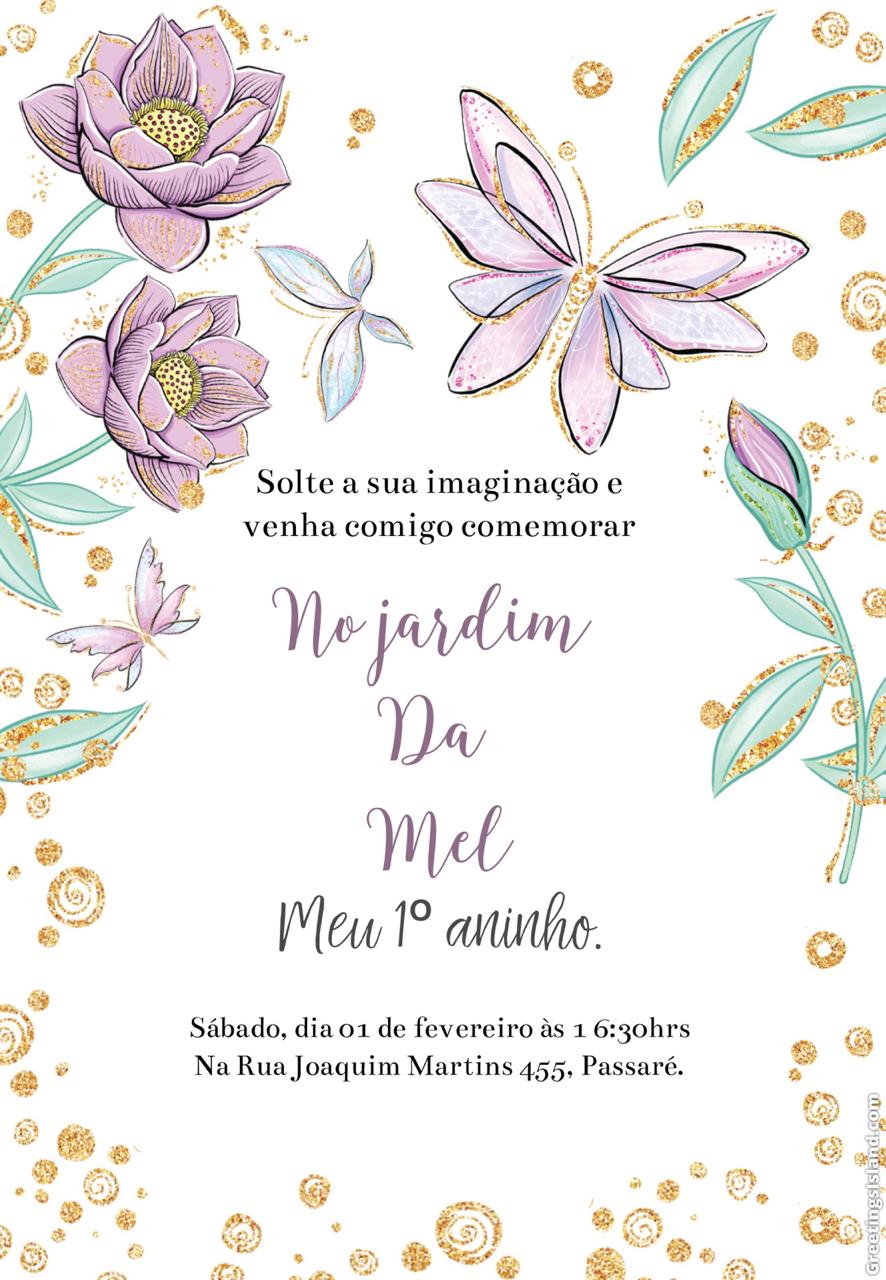 Solte a sua imaginação e
venha comigo comemorar
No jardim
Da
Mel
Meu 1º aninho.
Sábado, dia 01 de fevereiro às 1 6:30hrs
Na Rua Joaquim Martins 455, Passaré.
GreetingsIsland.com